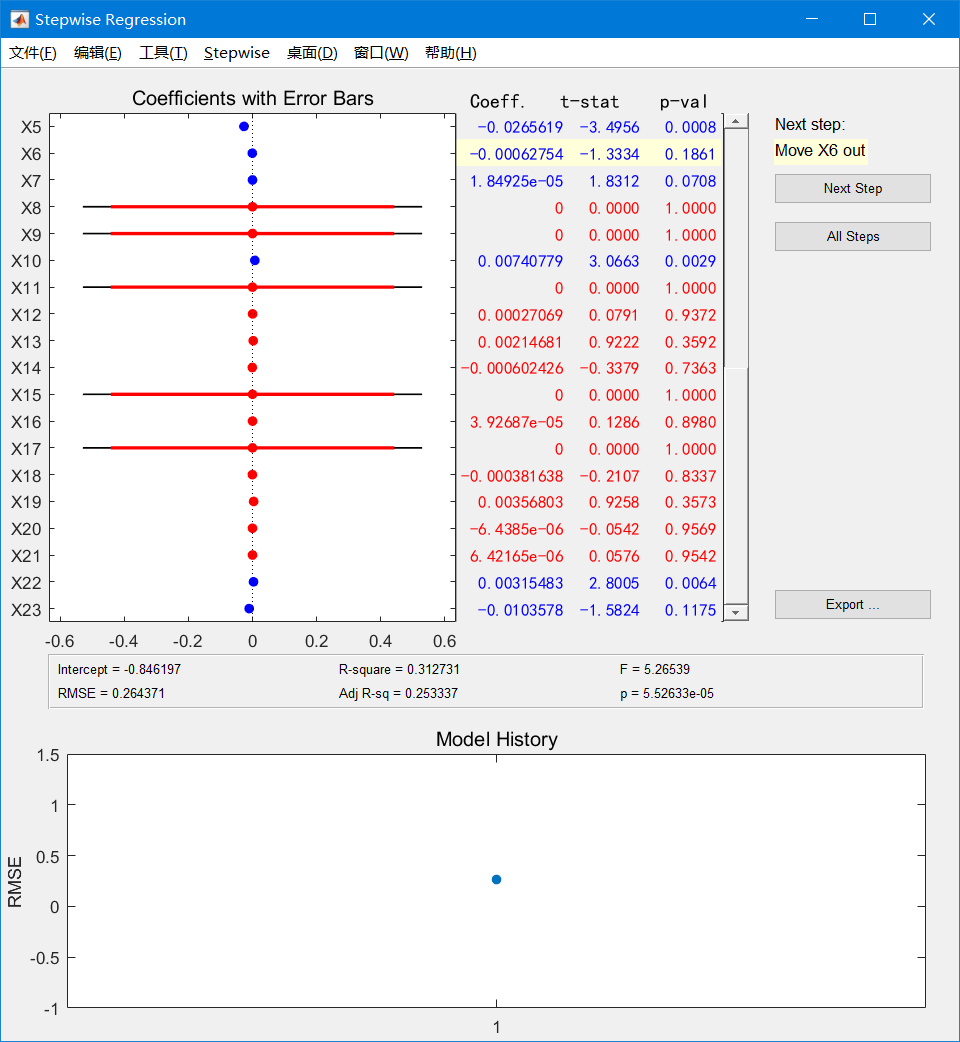 Stepwise Regression
文件(F) 编辑(E) 工具(T) Stepwise 桌面(D) 窗口(W) 帮助(H)
Coefficients with Error Bars
Coeff. t-stat p-val
X5 -0.0265619 -3.4956 0.0008
X6 -0.00062754 -1.3334 0.1861
X7 1.84925e-05 1.8312 0.0708
X8 0 0.0000 1.0000
X9 0 0.0000 1.0000
X10 0.00740779 3.0663 0.0029
X11 0 0.0000 1.0000
X12 0.00027069 0.0791 0.9372
X13 0.00214681 0.9222 0.3592
X14 -0.000602426 -0.3379 0.7363
X15 0 0.0000 1.0000
X16 3.92687e-05 0.1286 0.8980
X17 0 0.0000 1.0000
X18 -0.000381638 -0.2107 0.8337
X19 0.00356803 0.9258 0.3573
X20 -6.4385e-06 -0.0542 0.9569
X21 6.42165e-06 0.0576 0.9542
X22 0.00315483 2.8005 0.0064
X23 -0.0103578 -1.5824 0.1175
-0.6 -0.4 -0.2 0 0.2 0.4 0.6
Next step:
Move X6 out
Next Step
All Steps
Export ...
Intercept = -0.846197 R-square = 0.312731 F = 5.26539
RMSE = 0.264371 Adj R-sq = 0.253337 p = 5.52633e-05
Model History
RMSE
1.5
1
0.5
0
-0.5
-1
1